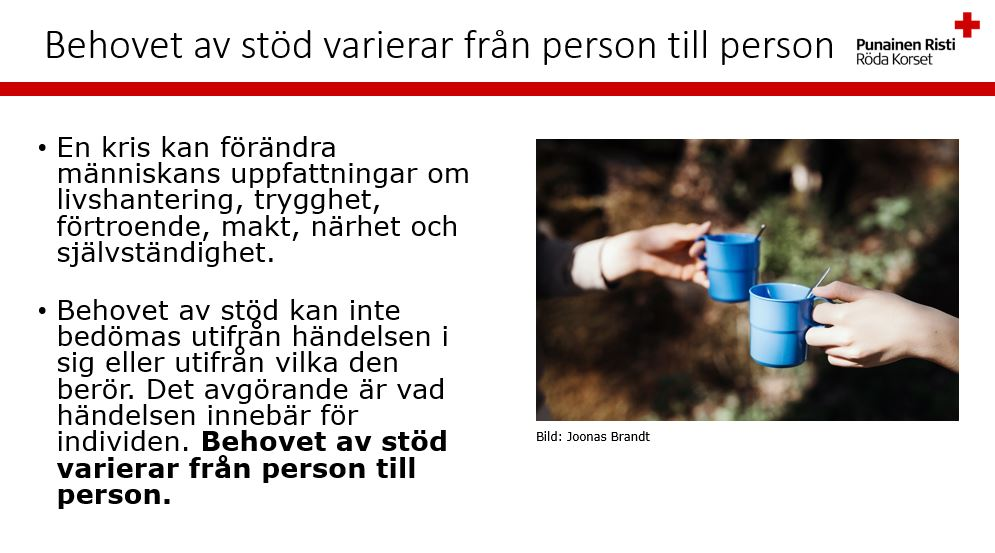 Behovet av stöd varierar från person till person
Punainen Risti
Röda Korset
• En kris kan förändra
människans uppfattningar om
livshantering, trygghet,
förtroende, makt, närhet och
självständighet.
• Behovet av stöd kan inte
bedömas utifrån händelsen i
sig eller utifrån vilka den
berör. Det avgörande är vad
händelsen innebär för
individen. Behovet av stöd
varierar från person till
person.
Bild: Joonas Brandt